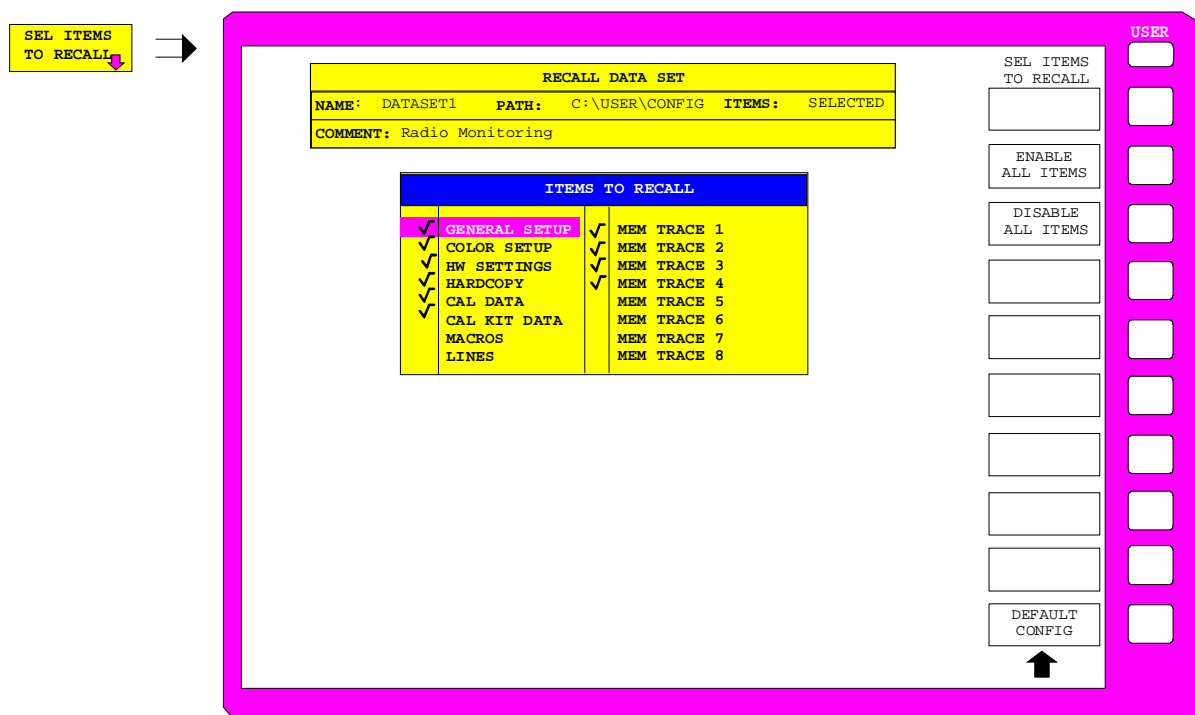 SEL ITEMS
TO RECALL
USER
SEL ITEMS
TO RECALL
RECALL DATA SET
NAME: DATASET1 PATH: C:\USER\CONFIG ITEMS: SELECTED
COMMENT: Radio Monitoring
ENABLE
ALL ITEMS
DISABLE
ALL ITEMS
ITEMS TO RECALL
√ GENERAL SETUP √ MEM TRACE 1
√ COLOR SETUP √ MEM TRACE 2
√ HW SETTINGS √ MEM TRACE 3
√ HARDCOPY √ MEM TRACE 4
√ CAL DATA MEM TRACE 5
√ CAL KIT DATA MEM TRACE 6
MACROS MEM TRACE 7
LINES MEM TRACE 8
DEFAULT
CONFIG